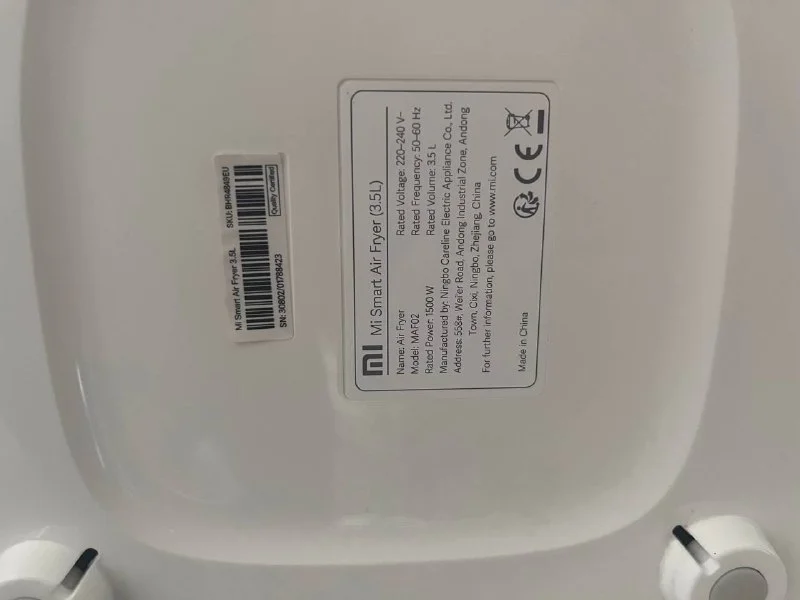 Mi Smart Air Fryer 3.5L
SKU: BHR4849EU
Quality Certified
SN: 30802/01788423
mi Mi Smart Air Fryer (3.5L)
Name: Air Fryer
Rated Voltage: 220–240 V~
Model: MAF02
Rated Frequency: 50–60 Hz
Rated Power: 1500 W
Rated Volume: 3.5 L
Manufactured by: Ningbo Careline Electric Appliance Co., Ltd.
Address: 558#, Weier Road, Andong Industrial Zone, Andong
Town, Cixi, Ningbo, Zhejiang, China
For further information, please go to www.mi.com
Made in China
CE